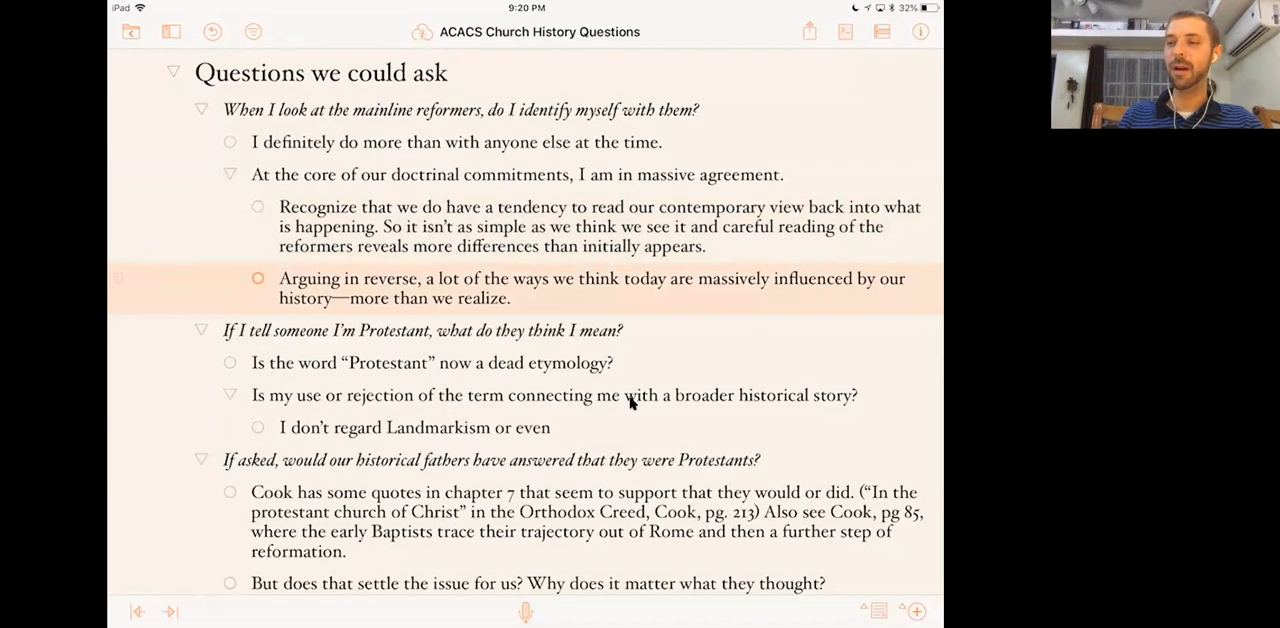 iPad
9:20 PM
32%
ACACS Church History Questions
Questions we could ask
When I look at the mainline reformers, do I identify myself with them?
I definitely do more than with anyone else at the time.
At the core of our doctrinal commitments, I am in massive agreement.
Recognize that we do have a tendency to read our contemporary view back into what
is happening. So it isn't as simple as we think we see it and careful reading of the
reformers reveals more differences than initially appears.
Arguing in reverse, a lot of the ways we think today are massively influenced by our
history—more than we realize.
If I tell someone I'm Protestant, what do they think I mean?
Is the word “Protestant” now a dead etymology?
Is my use or rejection of the term connecting me with a broader historical story?
I don't regard Landmarkism or even
If asked, would our historical fathers have answered that they were Protestants?
Cook has some quotes in chapter 7 that seem to support that they would or did. (“In the
protestant church of Christ” in the Orthodox Creed, Cook, pg. 213) Also see Cook, pg 85,
where the early Baptists trace their trajectory out of Rome and then a further step of
reformation.
But does that settle the issue for us? Why does it matter what they thought?